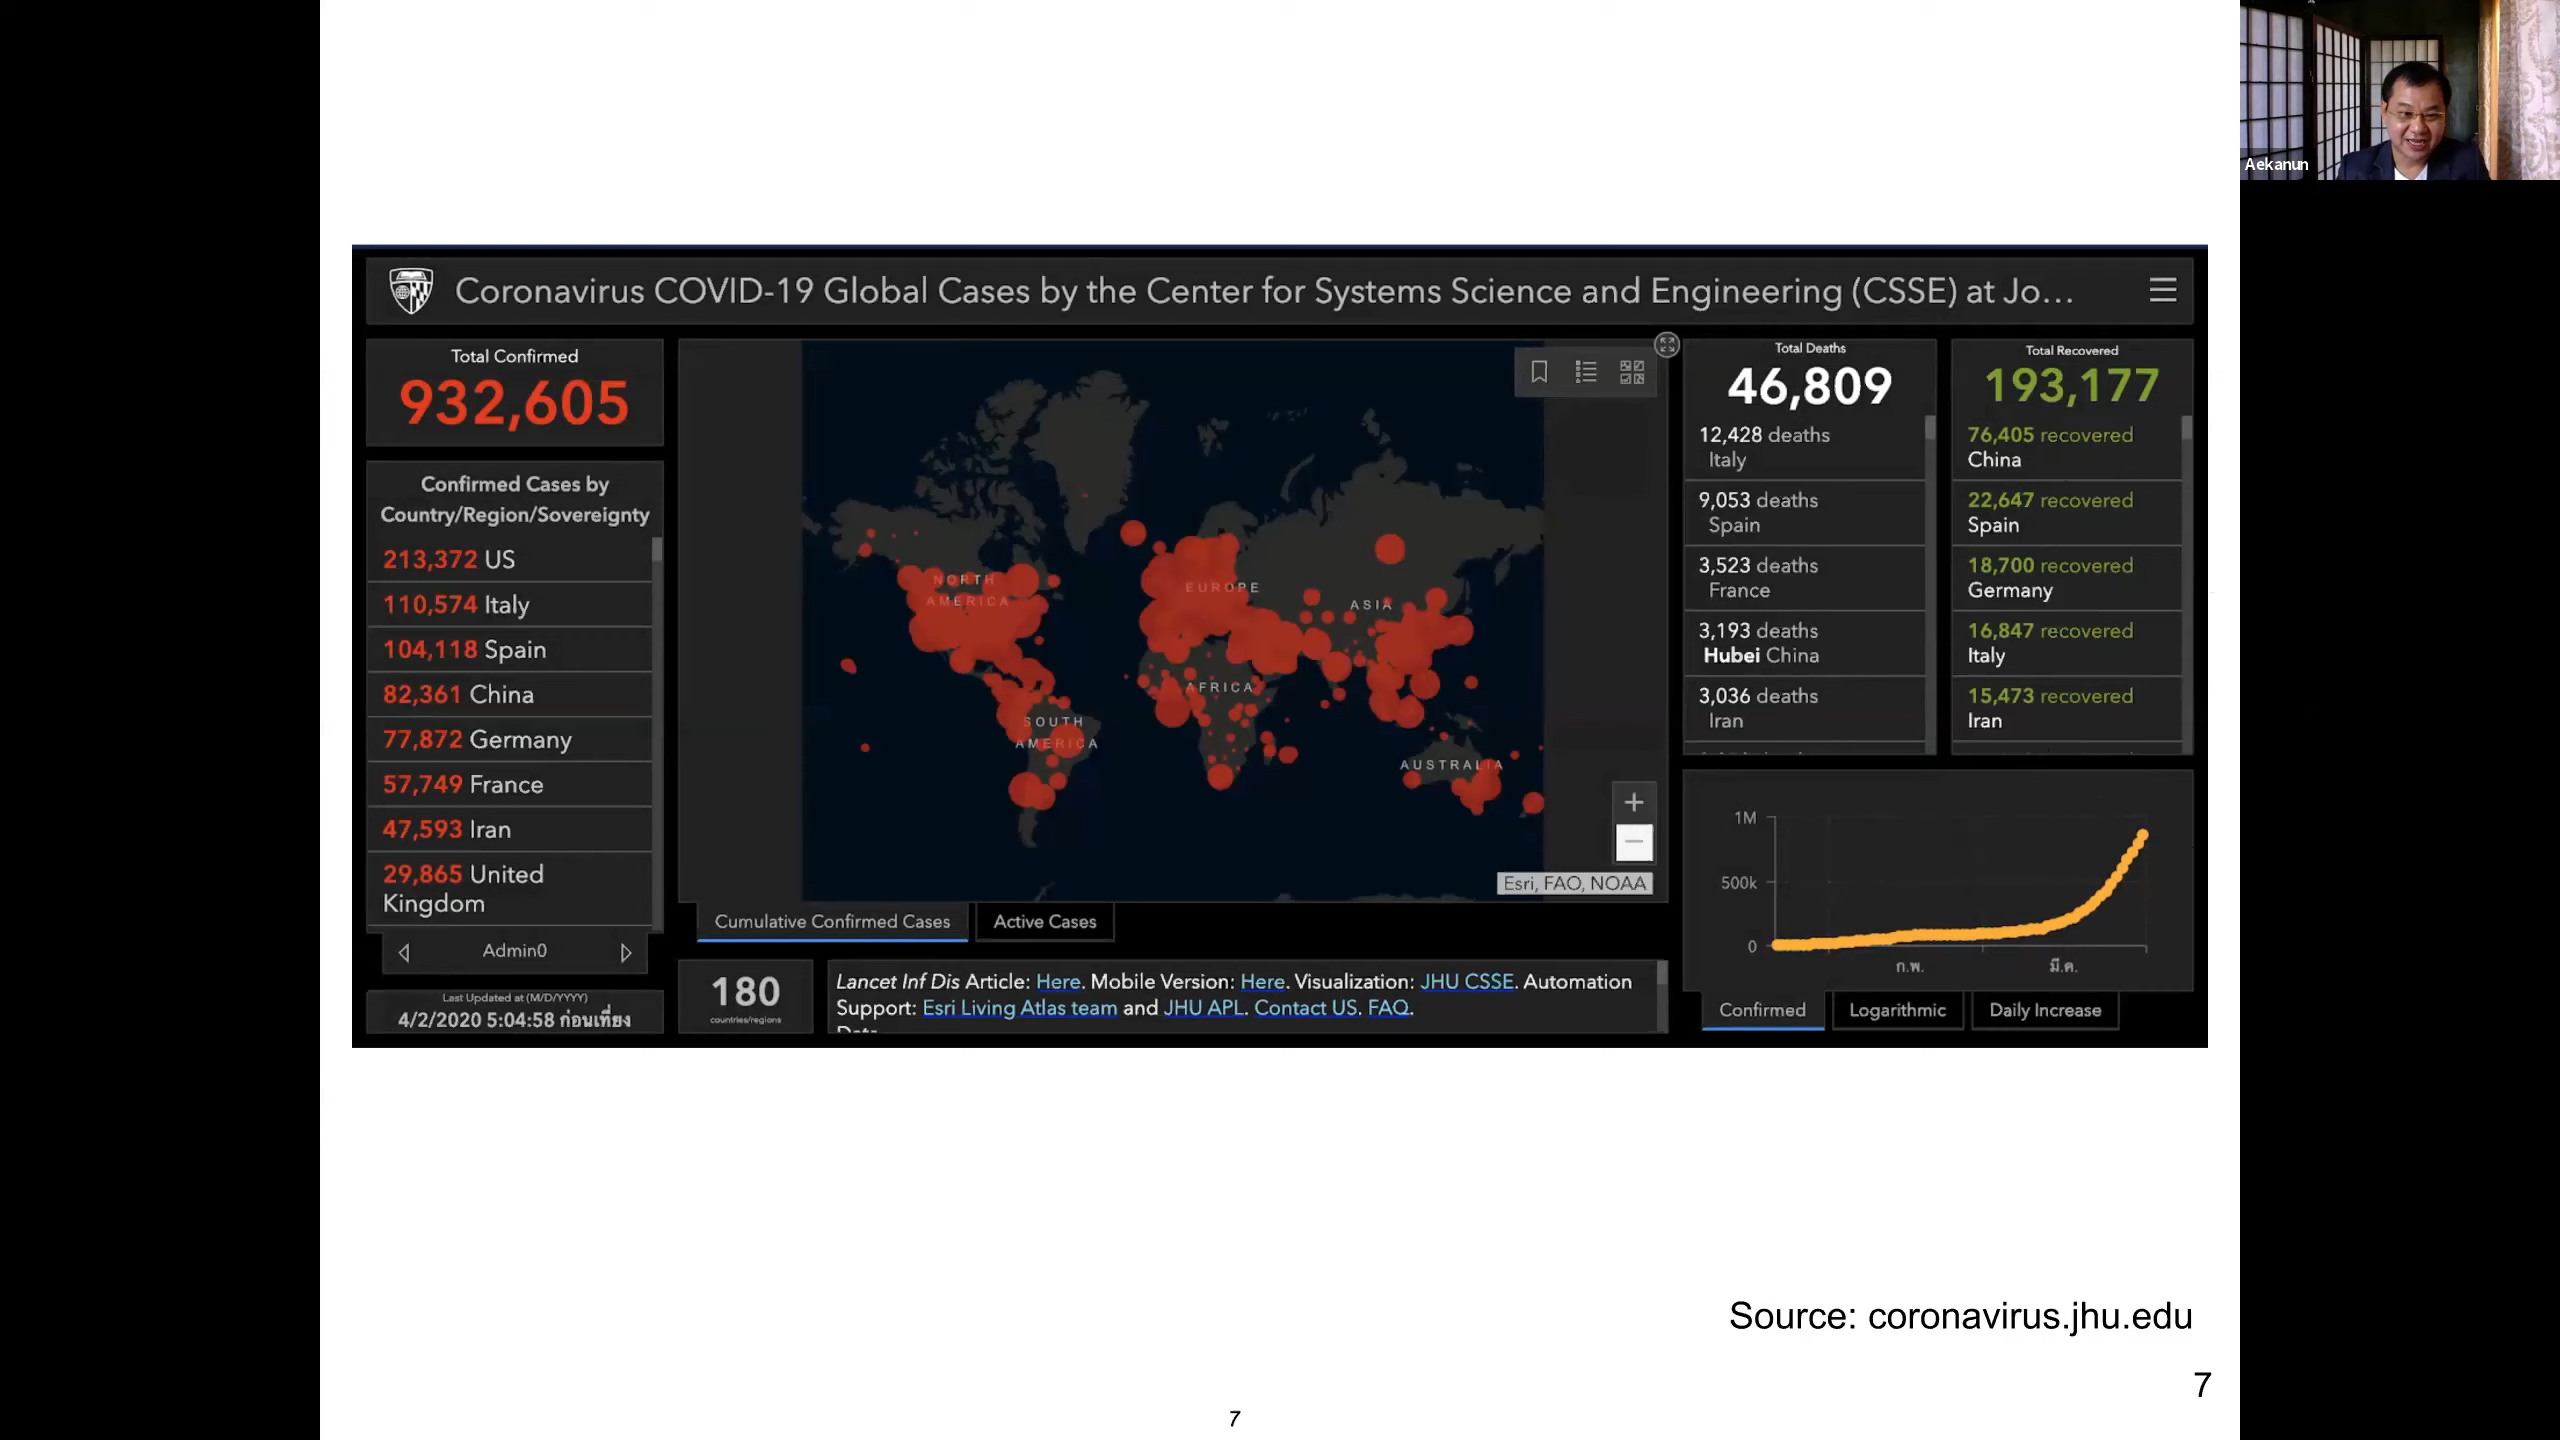 Aekanun
Coronavirus COVID-19 Global Cases by the Center for Systems Science and Engineering (CSSE) at Jo...
Total Confirmed
932,605
Confirmed Cases by
Country/Region/Sovereignty
213,372 US
110,574 Italy
104,118 Spain
82,361 China
77,872 Germany
57,749 France
47,593 Iran
29,865 United
Kingdom
Admin0
Last Updated at (M/D/YYYY)
4/2/2020 5:04:58 ก่อนเที่ยง
NORTH
AMERICA
EUROPE
ASIA
AFRICA
SOUTH
AMERICA
AUSTRALIA
+
−
Esri, FAO, NOAA
Cumulative Confirmed Cases
Active Cases
180
countries/regions
Lancet Inf Dis Article: Here. Mobile Version: Here. Visualization: JHU CSSE. Automation
Support: Esri Living Atlas team and JHU APL. Contact US. FAQ.
Total Deaths
46,809
12,428 deaths
Italy
9,053 deaths
Spain
3,523 deaths
France
3,193 deaths
Hubei China
3,036 deaths
Iran
Total Recovered
193,177
76,405 recovered
China
22,647 recovered
Spain
18,700 recovered
Germany
16,847 recovered
Italy
15,473 recovered
Iran
1M
500k
0
ก.พ.
มี.ค.
Confirmed
Logarithmic
Daily Increase
Source: coronavirus.jhu.edu
7
7